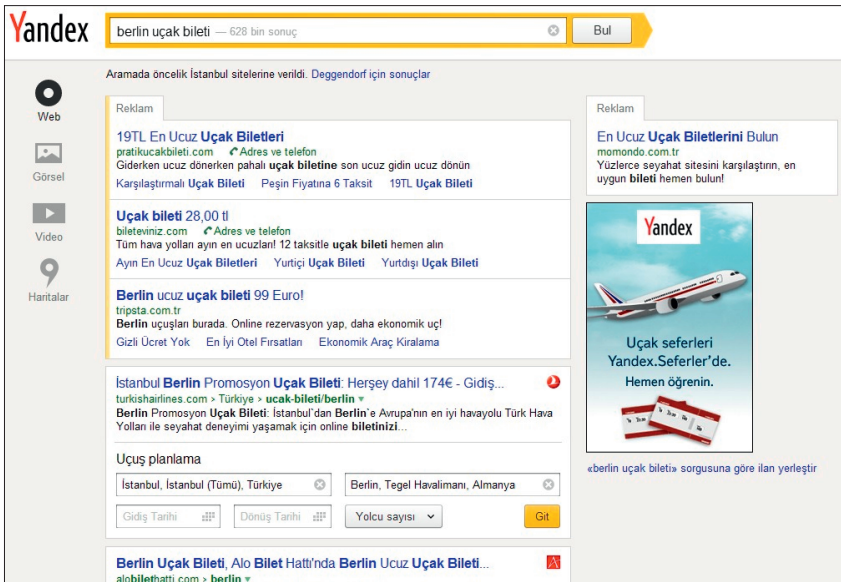 Yandex
berlin uçak bileti — 628 bin sonuç
Bul
Aramada öncelik İstanbul sitelerine verildi. Deggendorf için sonuçlar
Web
Görsel
Video
Haritalar
Reklam
19TL En Ucuz Uçak Biletleri
pratikucakbileti.com Adres ve telefon
Giderken ucuz dönerken pahalı uçak biletine son ucuz gidin ucuz dönün
Karşılaştırmalı Uçak Bileti Peşin Fiyatına 6 Taksit 19TL Uçak Bileti
Uçak bileti 28,00 tl
bileteviniz.com Adres ve telefon
Tüm hava yolları ayın en ucuzları! 12 taksitle uçak bileti hemen alın
Ayın En Ucuz Uçak Biletleri Yurtiçi Uçak Bileti Yurtdışı Uçak Bileti
Berlin ucuz uçak bileti 99 Euro!
tripsta.com.tr
Berlin uçuşları burada. Online rezervasyon yap, daha ekonomik uç!
Gizli Ücret Yok En İyi Otel Fırsatları Ekonomik Araç Kiralama
İstanbul Berlin Promosyon Uçak Bileti: Herşey dahil 174€ - Gidiş...
turkishairlines.com › Türkiye › ucak-bileti/berlin
Berlin Promosyon Uçak Bileti: İstanbul`dan Berlin`e Avrupa'nın en iyi havayolu Türk Hava
Yolları ile seyahat deneyimi yaşamak için online biletinizi...
Uçuş planlama
İstanbul, İstanbul (Tümü), Türkiye
Berlin, Tegel Havalimanı, Almanya
Gidiş Tarihi
Dönüş Tarihi
Yolcu sayısı
Git
Berlin Uçak Bileti, Alo Bilet Hattı'nda Berlin Ucuz Uçak Bileti...
alobilethatti.com › berlin
Reklam
En Ucuz Uçak Biletlerini Bulun
momondo.com.tr
Yüzlerce seyahat sitesini karşılaştırın, en
uygun bileti hemen bulun!
Yandex
Uçak seferleri
Yandex.Seferler'de.
Hemen öğrenin.
«berlin uçak bileti» sorgusuna göre ilan yerleştir